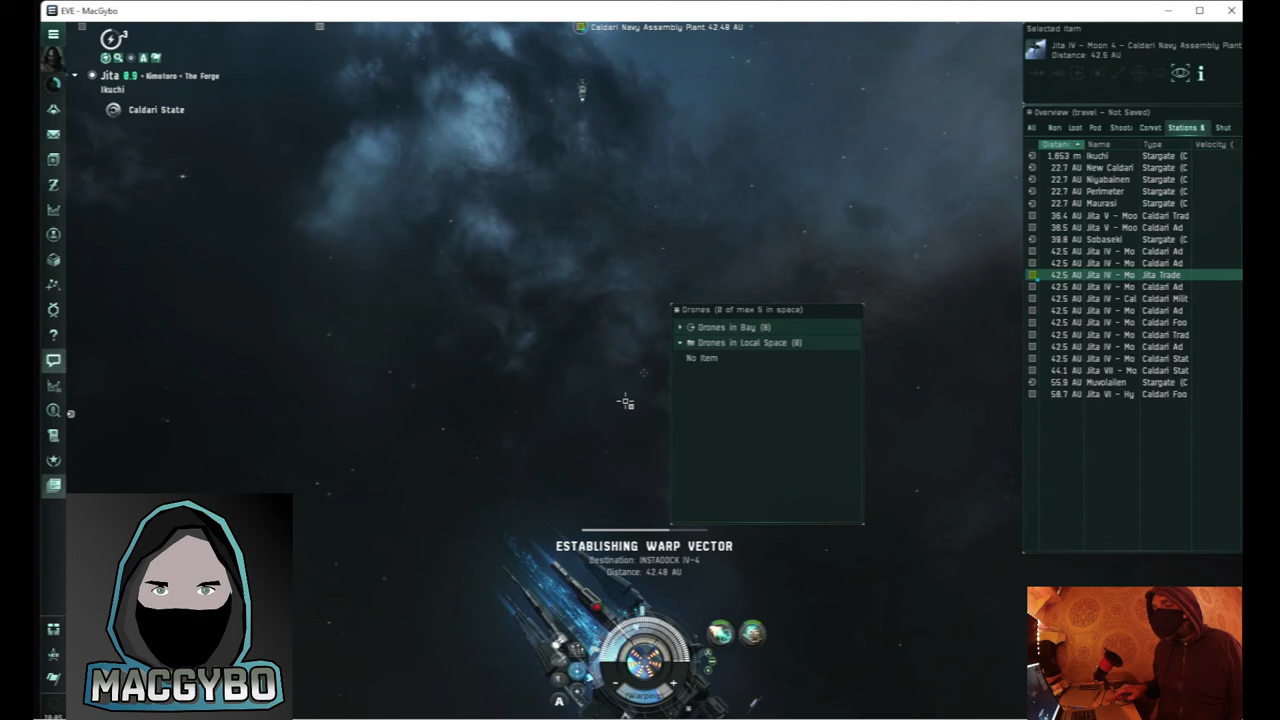 EVE - MacGybo
Caldari Navy Assembly Plant 42.48 AU
3
Jita 0.9 < Kimotoro < The Forge
Ikuchi
Caldari State
Selected Item
Jita IV - Moon 4 - Caldari Navy Assembly Plant
Distance: 42.5 AU
Overview (travel - Not Saved)
All Non Loot Pod Shooti Corvet Stations & Shut
Distan Name Type Velocity (
1,653 m Ikuchi Stargate (C
22.7 AU New Caldari Stargate (C
22.7 AU Niyabainen Stargate (C
22.7 AU Perimeter Stargate (C
22.7 AU Maurasi Stargate (C
36.4 AU Jita V - Moo Caldari Trad
36.5 AU Jita V - Moo Caldari Ad
39.8 AU Sobaseki Stargate (C
42.5 AU Jita IV - Mo Caldari Ad
42.5 AU Jita IV - Mo Caldari Ad
42.5 AU Jita IV - Mo Jita Trade
42.5 AU Jita IV - Mo Caldari Ad
42.5 AU Jita IV - Cal Caldari Milit
42.5 AU Jita IV - Mo Caldari Ad
42.5 AU Jita IV - Mo Caldari Foo
42.5 AU Jita IV - Mo Caldari Trad
42.5 AU Jita IV - Mo Caldari Ad
42.5 AU Jita IV - Mo Caldari Stat
44.1 AU Jita VII - Mo Caldari Stat
55.9 AU Muvolailen Stargate (C
58.7 AU Jita VI - Hy Caldari Foo
Drones (0 of max 5 in space)
Drones in Bay (8)
Drones in Local Space (0)
No Item
ESTABLISHING WARP VECTOR
Destination: INSTADOCK IV-4
Distance: 42.48 AU
(Warping)
A
MACGYBO